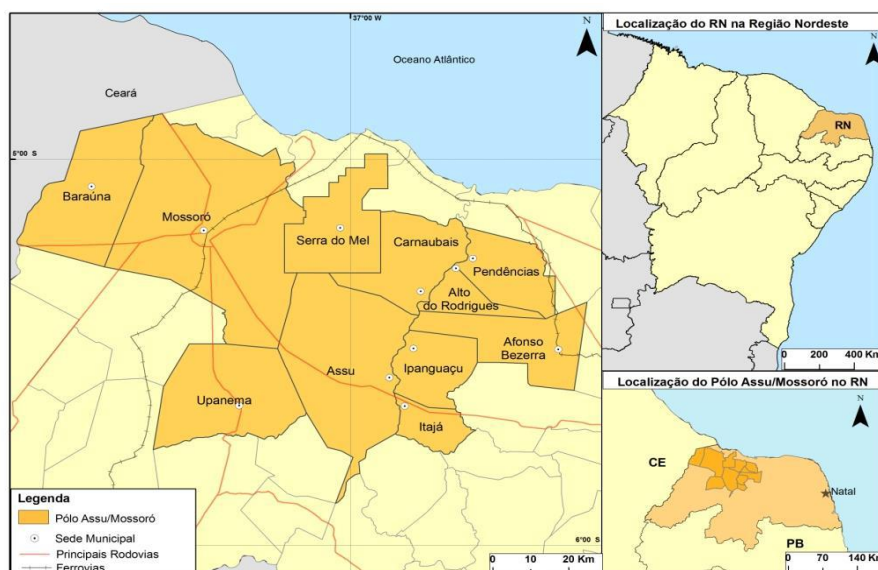 37°00 W
N
Oceano Atlântico
Ceará
5°00 S
Baraúna
Mossoró
Serra do Mel
Carnaubais
Pendências
Alto
do Rodrigues
Afonso
Bezerra
Ipanguaçu
Assu
Upanema
Itajá
6°00 S
0 10 20 Km
Legenda
Pólo Assu/Mossoró
Sede Municipal
Principais Rodovias
Ferrovias
Localização do RN na Região Nordeste
N
RN
0 200 400 Km
Localização do Pólo Assu/Mossoró no RN
N
CE
Natal
PB
0 70 140 Km